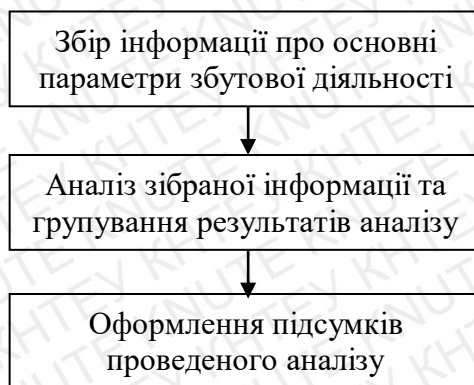 Збір інформації про основні
параметри збутової діяльності
Аналіз зібраної інформації та
групування результатів аналізу
Оформлення підсумків
проведеного аналізу